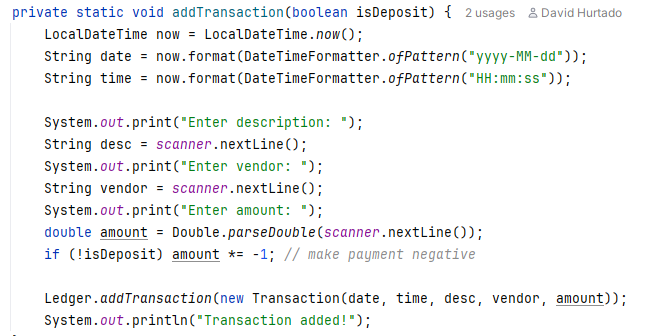 private static void addTransaction(boolean isDeposit) { 2 usages David Hurtado
LocalDateTime now = LocalDateTime.now();
String date = now.format(DateTimeFormatter.ofPattern("yyyy-MM-dd"));
String time = now.format(DateTimeFormatter.ofPattern("HH:mm:ss"));
System.out.print("Enter description: ");
String desc = scanner.nextLine();
System.out.print("Enter vendor: ");
String vendor = scanner.nextLine();
System.out.print("Enter amount: ");
double amount = Double.parseDouble(scanner.nextLine());
if (!isDeposit) amount *= -1; // make payment negative
Ledger.addTransaction(new Transaction(date, time, desc, vendor, amount));
System.out.println("Transaction added!");